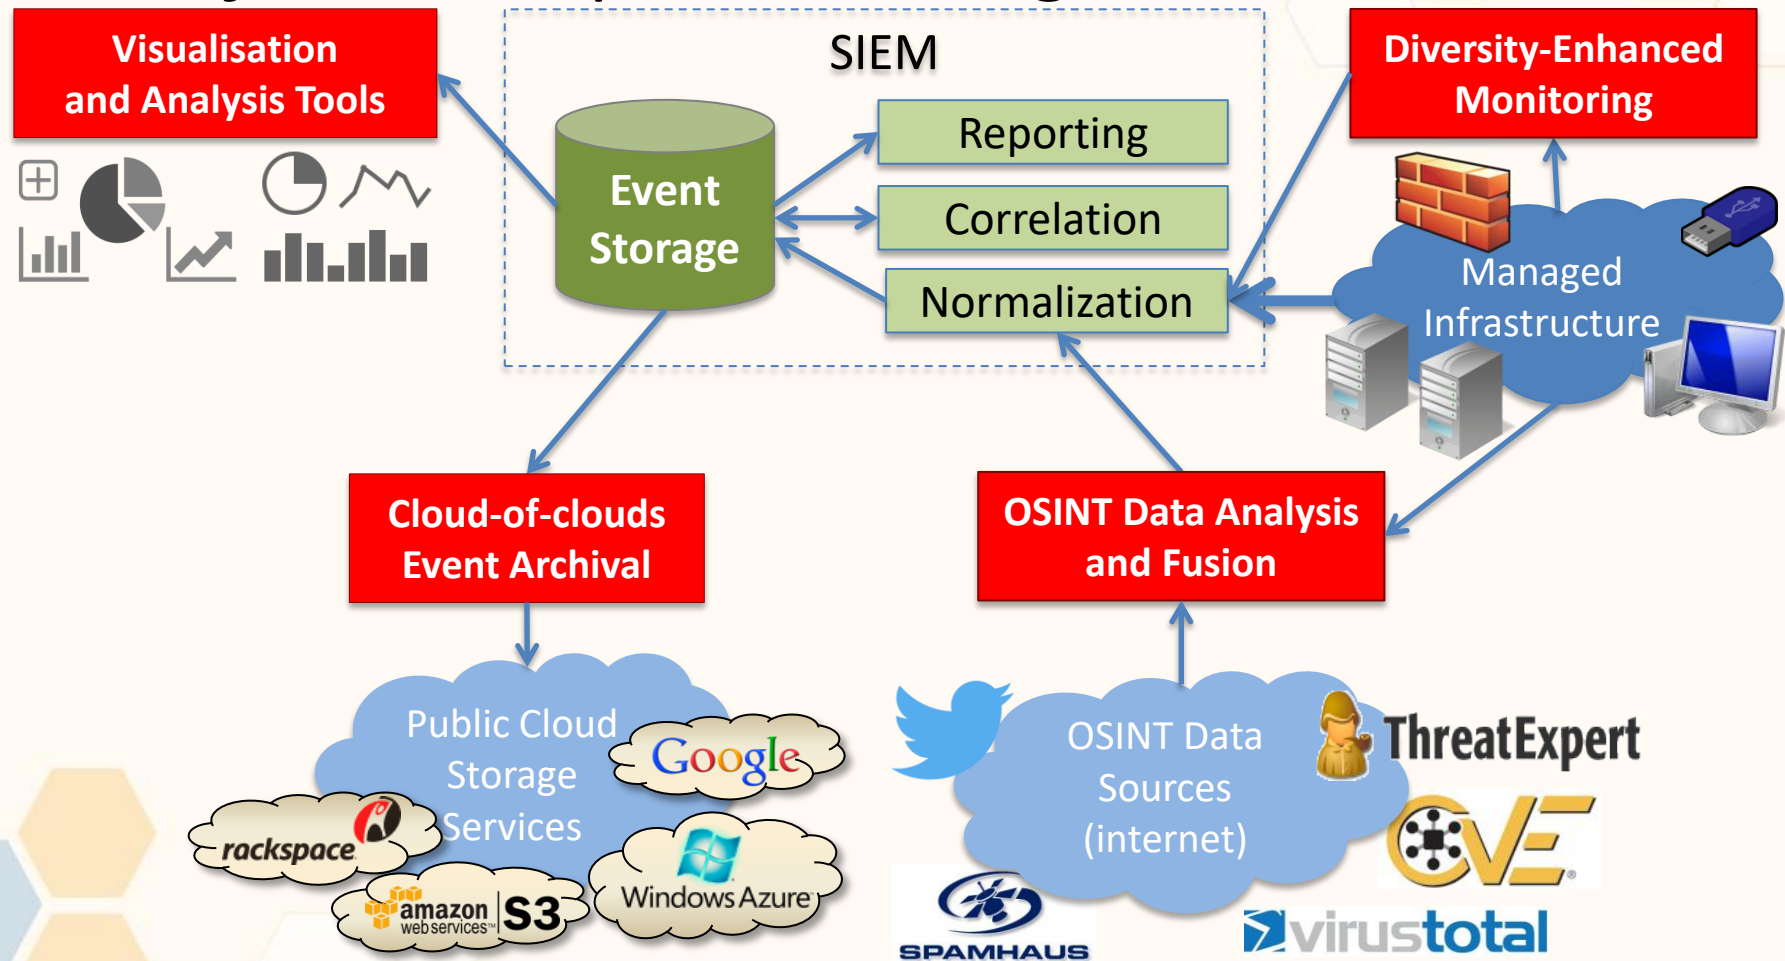 Visualisation
and Analysis Tools
SIEM
Diversity-Enhanced
Monitoring
Event
Storage
Reporting
Correlation
Normalization
Managed
Infrastructure
Cloud-of-clouds
Event Archival
OSINT Data Analysis
and Fusion
Public Cloud
Storage
Services
Google
rackspace
amazon
webservices™
S3
Windows Azure
OSINT Data
Sources
(internet)
ThreatExpert
CVE®
SPAMHAUS
virustotal